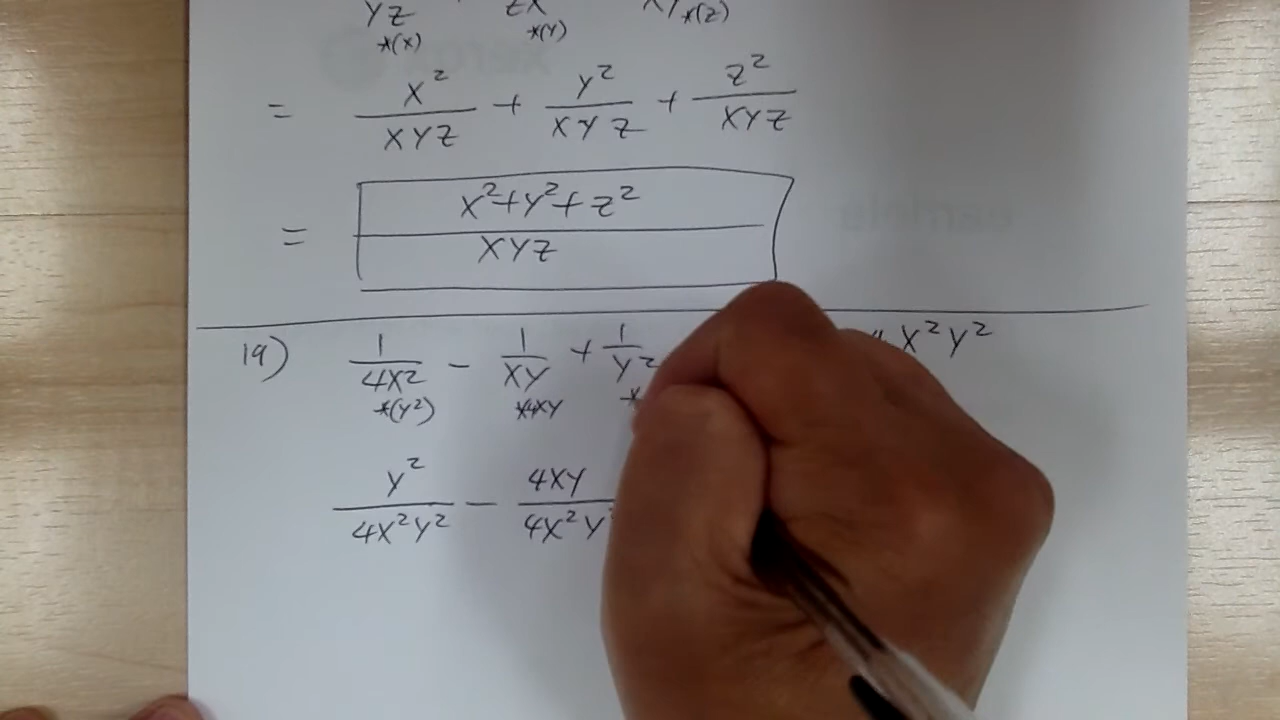 YZ ZX XY *(Z)
*(X) *(Y)
= X²/XYZ + Y²/XYZ + Z²/XYZ
= X²+Y²+Z²/XYZ
19) 1/4X² - 1/XY + 1/Y² X²Y²
*(Y²) *4XY *
Y²/4X²Y² - 4XY/4X²Y